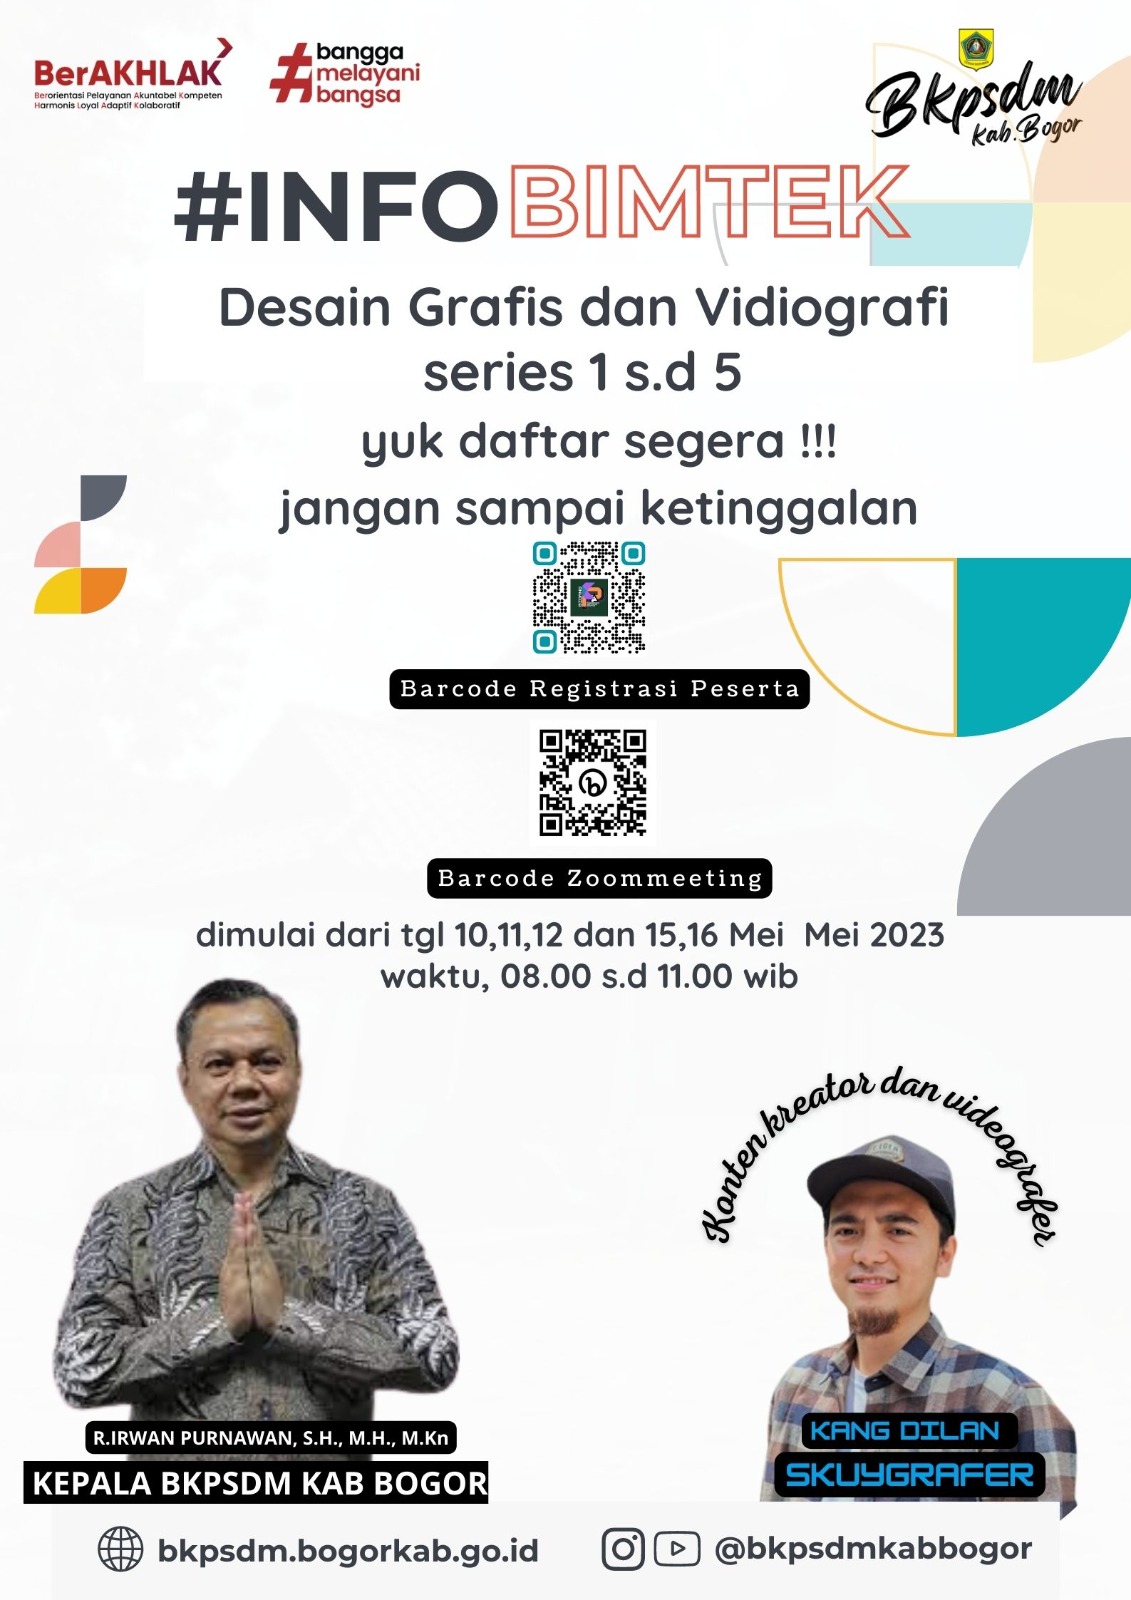 BerAKHLAK
Berorientasi Pelayanan Akuntabel Kompeten
Harmonis Loyal Adaptif Kolaboratif
#bangga
melayani
bangsa
Bkpsdm
Kab.Bogor
#INFOBIMTEK
Desain Grafis dan Vidiografi
series 1 s.d 5
yuk daftar segera !!!
jangan sampai ketinggalan
Barcode Registrasi Peserta
b
Barcode Zoommeeting
dimulai dari tgl 10,11,12 dan 15,16 Mei  Mei 2023
waktu, 08.00 s.d 11.00 wib
Konten kreator dan videografer
R.IRWAN PURNAWAN, S.H., M.H., M.Kn
KEPALA BKPSDM KAB BOGOR
KANG DILAN
SKUYGRAFER
bkpsdm.bogorkab.go.id
@bkpsdmkabbogor